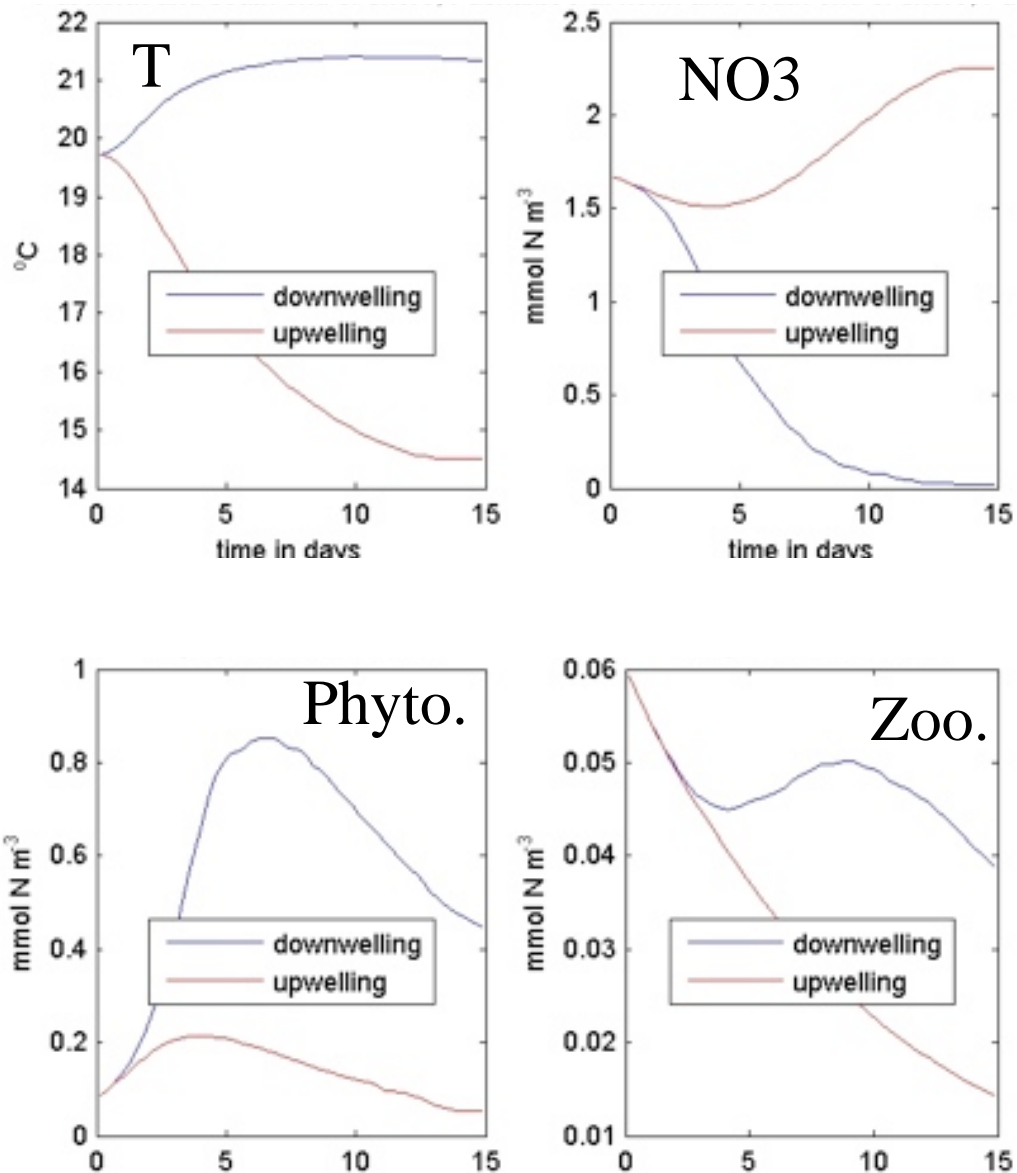 T
22
21
20
19
18
17
16
15
14
°C
downwelling
upwelling
0 5 10 15
time in days
NO3
2.5
2
1.5
1
0.5
0
mmol N m-3
downwelling
upwelling
0 5 10 15
time in days
Phyto.
1
0.8
0.6
0.4
0.2
0
mmol N m-3
downwelling
upwelling
0 5 10 15
Zoo.
0.06
0.05
0.04
0.03
0.02
0.01
mmol N m-3
downwelling
upwelling
0 5 10 15